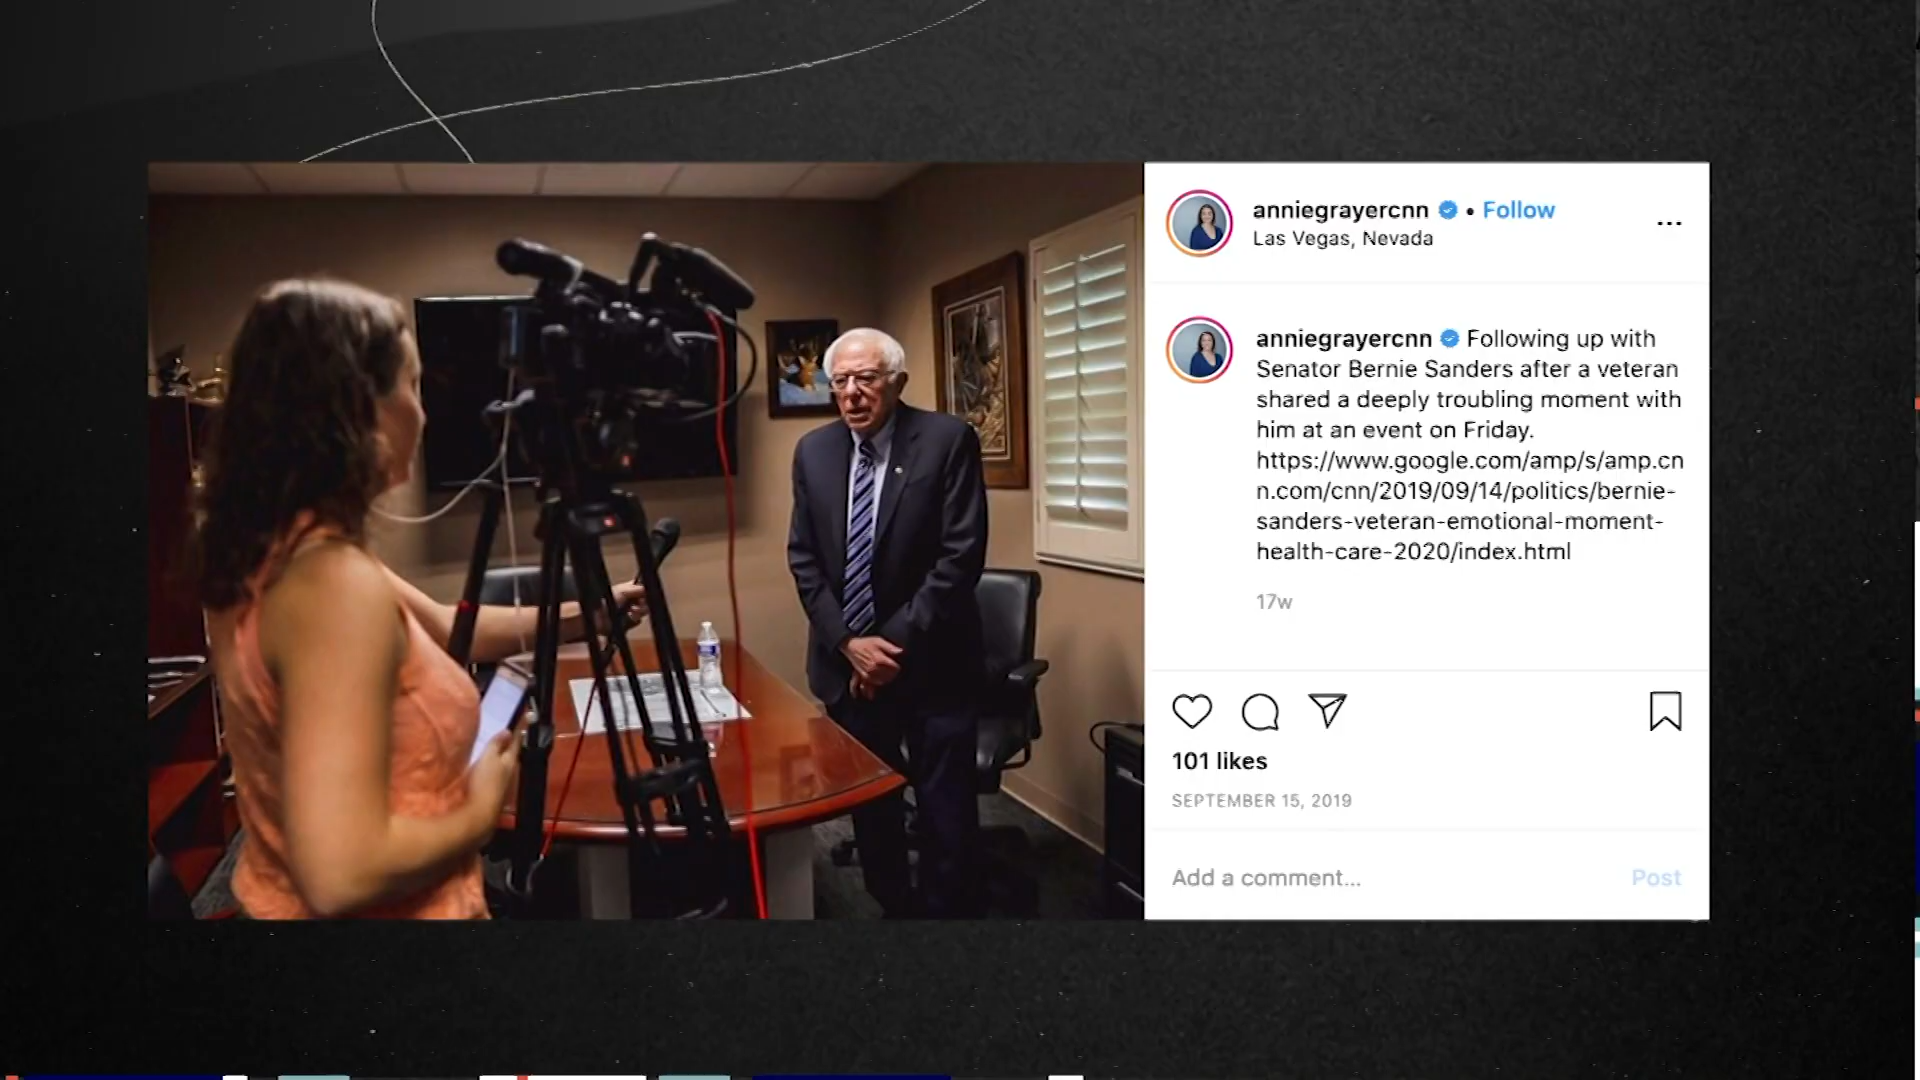 anniegrayercnn • Follow
Las Vegas, Nevada
anniegrayercnn Following up with
Senator Bernie Sanders after a veteran
shared a deeply troubling moment with
him at an event on Friday.
https://www.google.com/amp/s/amp.cn
n.com/cnn/2019/09/14/politics/bernie-
sanders-veteran-emotional-moment-
health-care-2020/index.html
17w
101 likes
SEPTEMBER 15, 2019
Add a comment...
Post